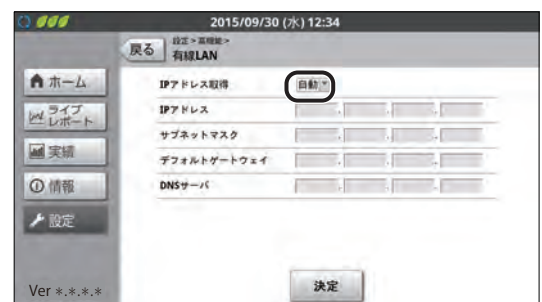 2015/09/30 (水) 12:34
戻る
設定 > 高機能 >
有線LAN
ホーム
ライブ
レポート
実績
情報
設定
Ver *.*.*.*
IPアドレス取得
自動
IPアドレス
サブネットマスク
デフォルトゲートウェイ
DNSサーバ
決定